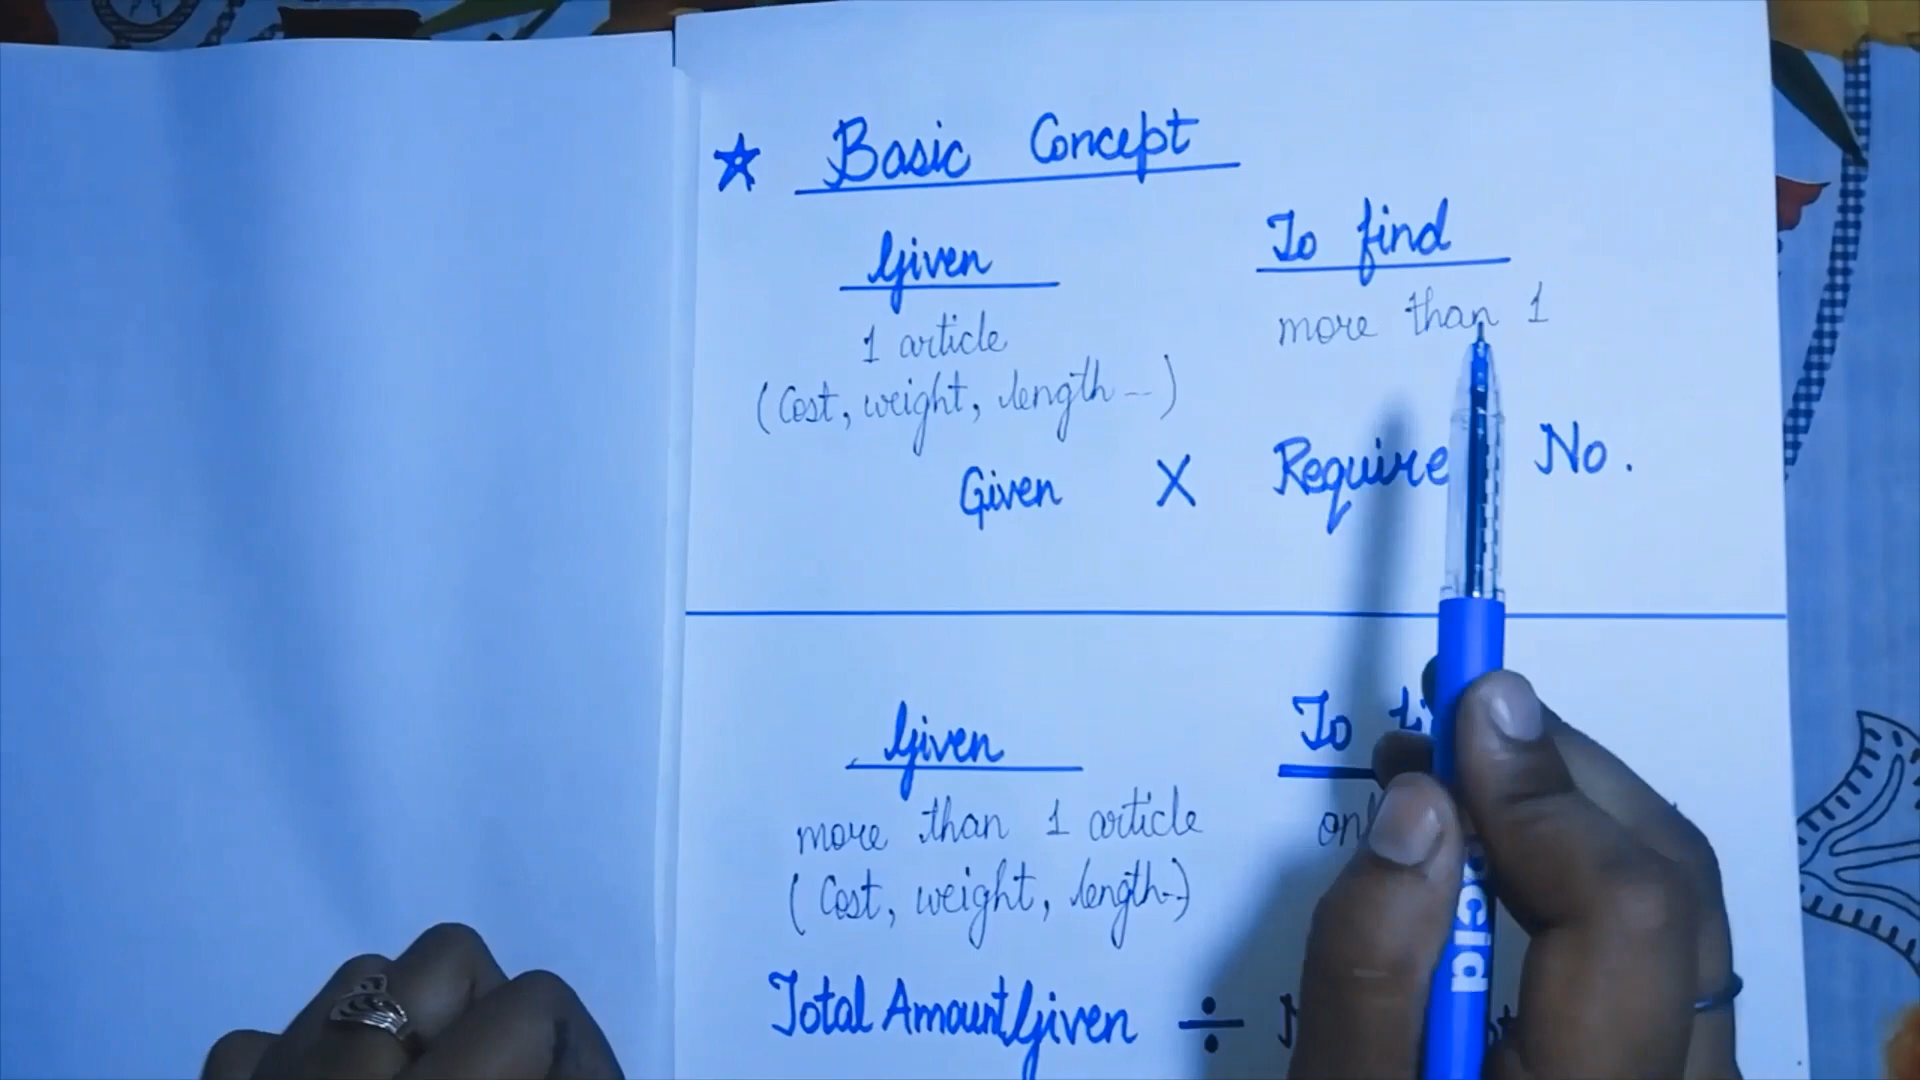 ☆ Basic Concept
Given To find
1 article more than 1
(Cost, weight, length --)
Given X Require No.
Given To
more than 1 article
(Cost, weight, length-)
Total Amount Given ÷